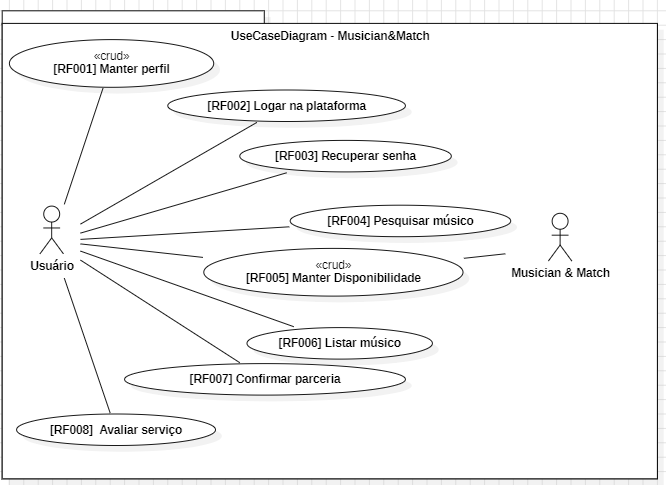 UseCaseDiagram - Musician&Match
«crud»
[RF001] Manter perfil
[RF002] Logar na plataforma
[RF003] Recuperar senha
[RF004] Pesquisar músico
Usuário
«crud»
[RF005] Manter Disponibilidade
Musician & Match
[RF006] Listar músico
[RF007] Confirmar parceria
[RF008]  Avaliar serviço